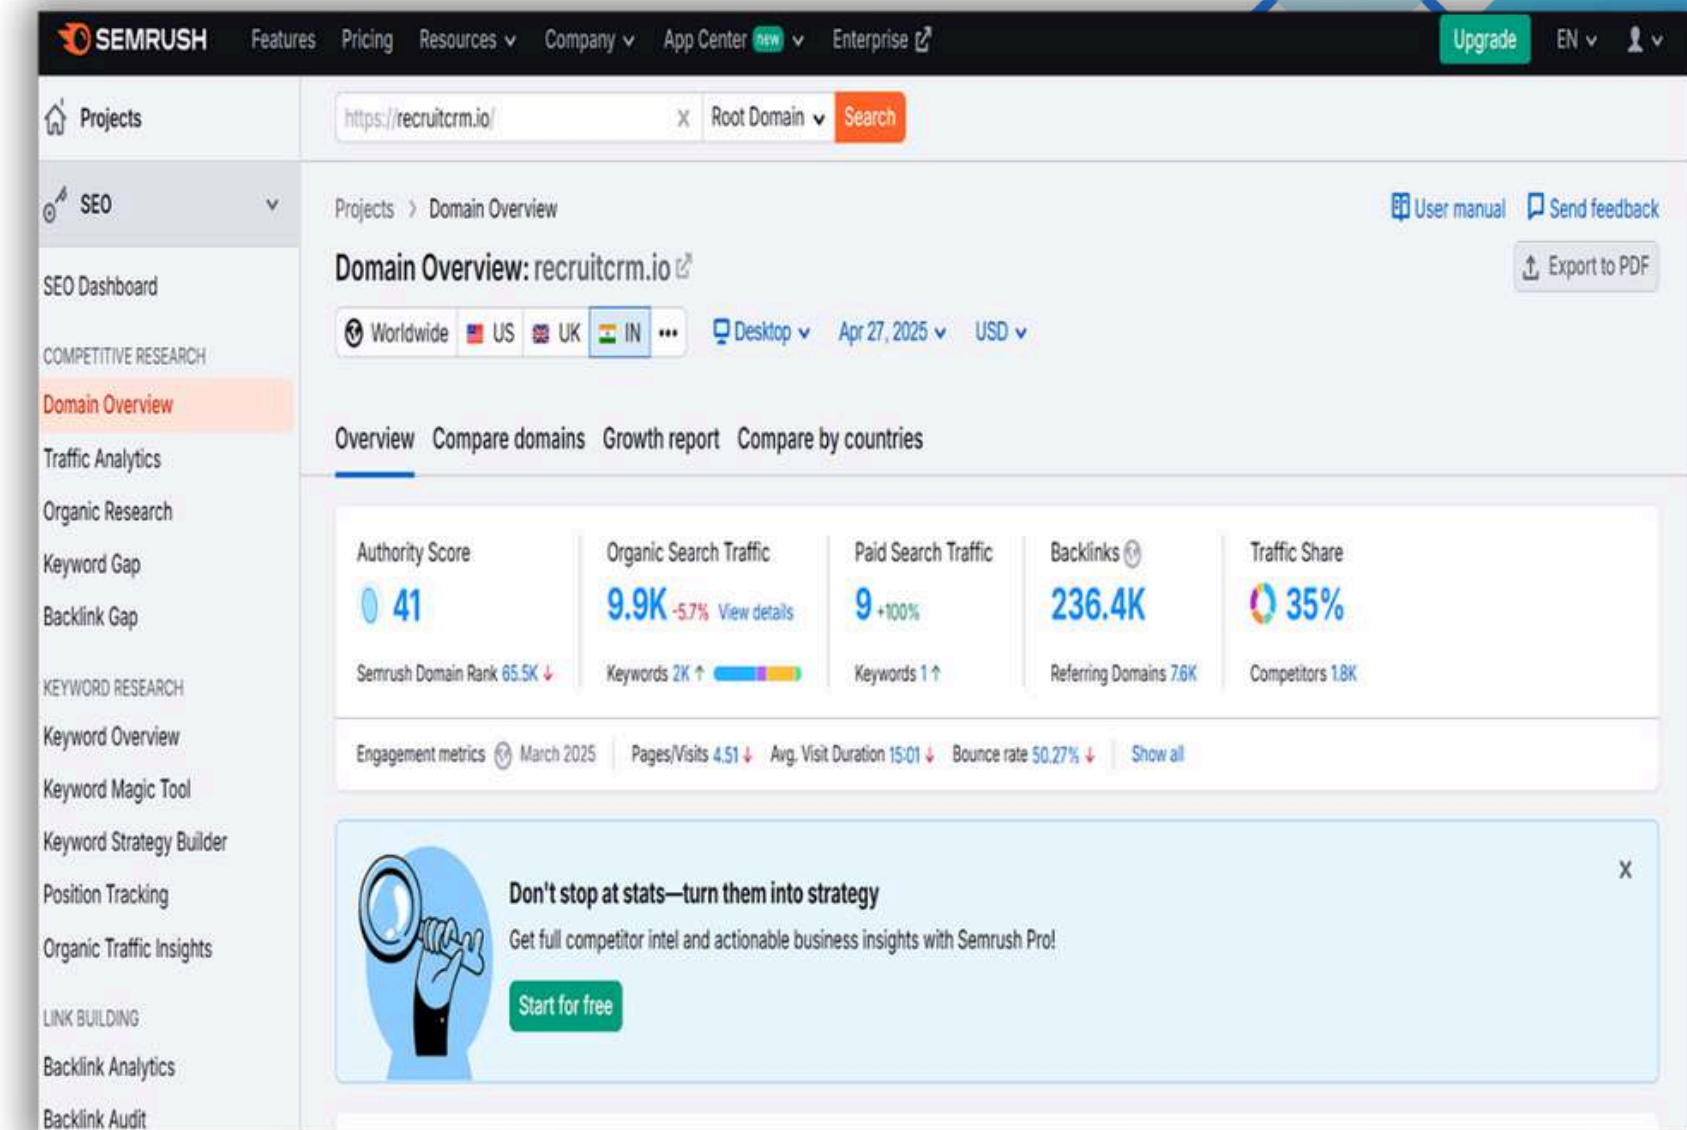 SEMRUSH Features Pricing Resources Company App Center new Enterprise Upgrade EN
Projects
https://recruitcrm.io/ X Root Domain Search
SEO
Projects > Domain Overview User manual Send feedback
Domain Overview: recruitcrm.io Export to PDF
SEO Dashboard
Worldwide US UK IN ••• Desktop Apr 27, 2025 USD
COMPETITIVE RESEARCH
Domain Overview
Overview Compare domains Growth report Compare by countries
Traffic Analytics
Organic Research
Keyword Gap
Backlink Gap
Authority Score Organic Search Traffic Paid Search Traffic Backlinks Traffic Share
41 9.9K -5.7% View details 9 +100% 236.4K 35%
Semrush Domain Rank 65.5K ↓ Keywords 2K ↑ Keywords 1 ↑ Referring Domains 7.6K Competitors 1.8K
KEYWORD RESEARCH
Keyword Overview
Engagement metrics March 2025 Pages/Visits 4.51 ↓ Avg. Visit Duration 15:01 ↓ Bounce rate 50.27% ↓ Show all
Keyword Magic Tool
Keyword Strategy Builder
Position Tracking
Organic Traffic Insights
X
Don't stop at stats—turn them into strategy
Get full competitor intel and actionable business insights with Semrush Pro!
Start for free
LINK BUILDING
Backlink Analytics
Backlink Audit